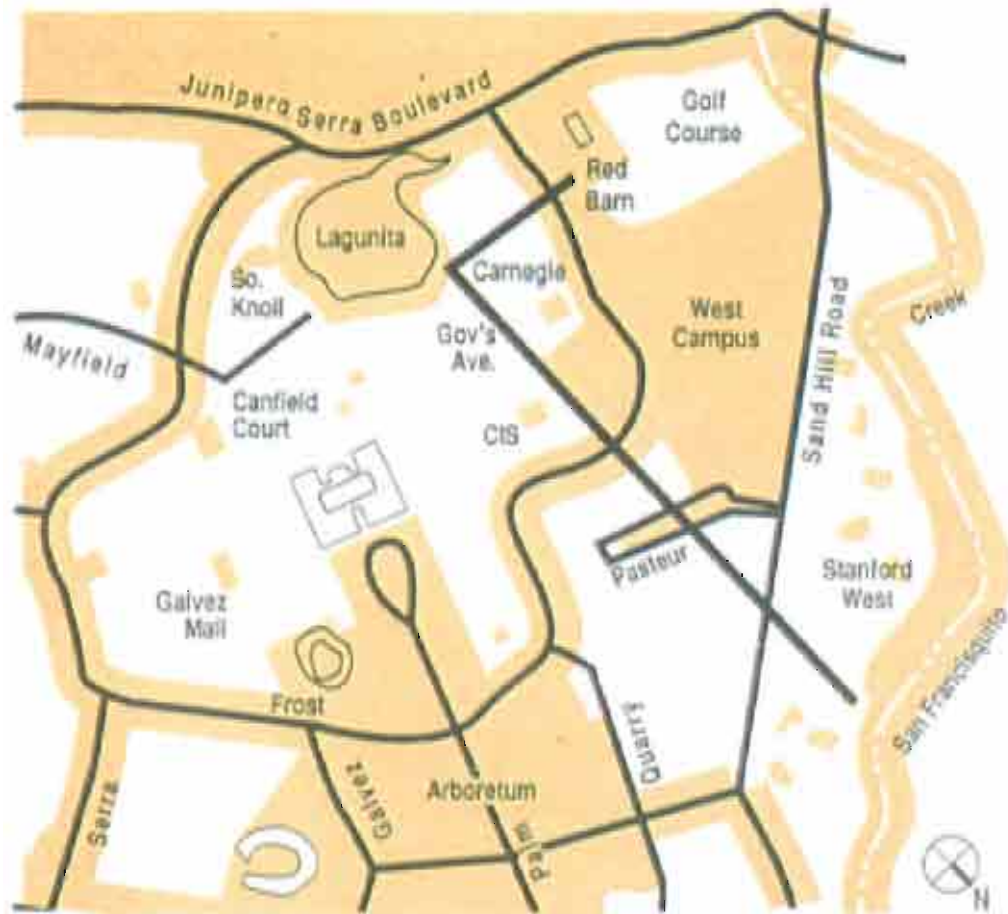 Junipero Serra Boulevard
Golf
Course
Red
Barn
Lagunita
Carnegie
So.
Knoll
West
Campus
Creek
Gov's
Ave.
Mayfield
Sand Hill Road
Canfield
Court
CIS
Pasteur
Stanford
West
Galvez
Mall
San Francisquito
Frost
Quarry
Arboretum
Galvez
Serra
Palm
N